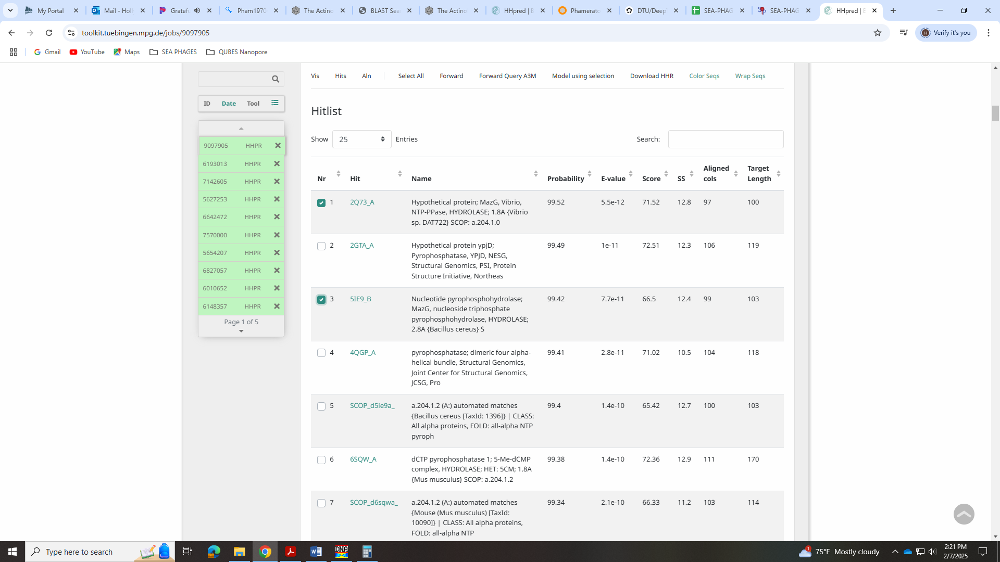 My Portal
Mail - Holl
Gratefu
Pham1970
The Actino
BLAST Sea
The Actino
HHpred | B
Phamerato
DTU/Deep
SEA-PHAG
SEA-PHAG
HHpred | B
toolkit.tuebingen.mpg.de/jobs/9097905
Verify it's you
Gmail
YouTube
Maps
SEA PHAGES
QUBES Nanopore
Vis Hits Aln Select All Forward Forward Query A3M Model using selection Download HHR Color Seqs Wrap Seqs
ID Date Tool
9097905 HHPR
6193013 HHPR
7142605 HHPR
5627253 HHPR
6642472 HHPR
7570000 HHPR
5654207 HHPR
6827057 HHPR
6010652 HHPR
6148357 HHPR
Page 1 of 5
Hitlist
Show 25 Entries
Search:
Nr Hit Name Probability E-value Score SS Aligned cols Target Length
1 2Q73_A Hypothetical protein; MazG, Vibrio, 99.52 5.5e-12 71.52 12.8 97 100
NTP-PPase, HYDROLASE; 1.8A {Vibrio
sp. DAT722} SCOP: a.204.1.0
2 2GTA_A Hypothetical protein ypjD; 99.49 1e-11 72.51 12.3 106 119
Pyrophosphatase, YPJD, NESG,
Structural Genomics, PSI, Protein
Structure Initiative, Northeas
3 5IE9_B Nucleotide pyrophosphohydrolase; 99.42 7.7e-11 66.5 12.4 99 103
MazG, nucleoside triphosphate
pyrophosphohydrolase, HYDROLASE;
2.8A {Bacillus cereus} S
4 4QGP_A pyrophosphatase; dimeric four alpha- 99.41 2.8e-11 71.02 10.5 104 118
helical bundle, Structural Genomics,
Joint Center for Structural Genomics,
JCSG, Pro
5 SCOP_d5ie9a_ a.204.1.2 (A:) automated matches 99.4 1.4e-10 65.42 12.7 100 103
{Bacillus cereus [TaxId: 1396]} | CLASS:
All alpha proteins, FOLD: all-alpha NTP
pyroph
6 6SQW_A dCTP pyrophosphatase 1; 5-Me-dCMP 99.38 1.4e-10 72.36 12.9 111 170
complex, HYDROLASE; HET: 5CM; 1.8A
{Mus musculus} SCOP: a.204.1.2
7 SCOP_d6sqwa_ a.204.1.2 (A:) automated matches 99.34 2.1e-10 66.33 11.2 103 114
{Mouse (Mus musculus) [TaxId:
10090]} | CLASS: All alpha proteins,
FOLD: all-alpha NTP
Type here to search
DNA
1
75°F Mostly cloudy
2:21 PM
2/7/2025